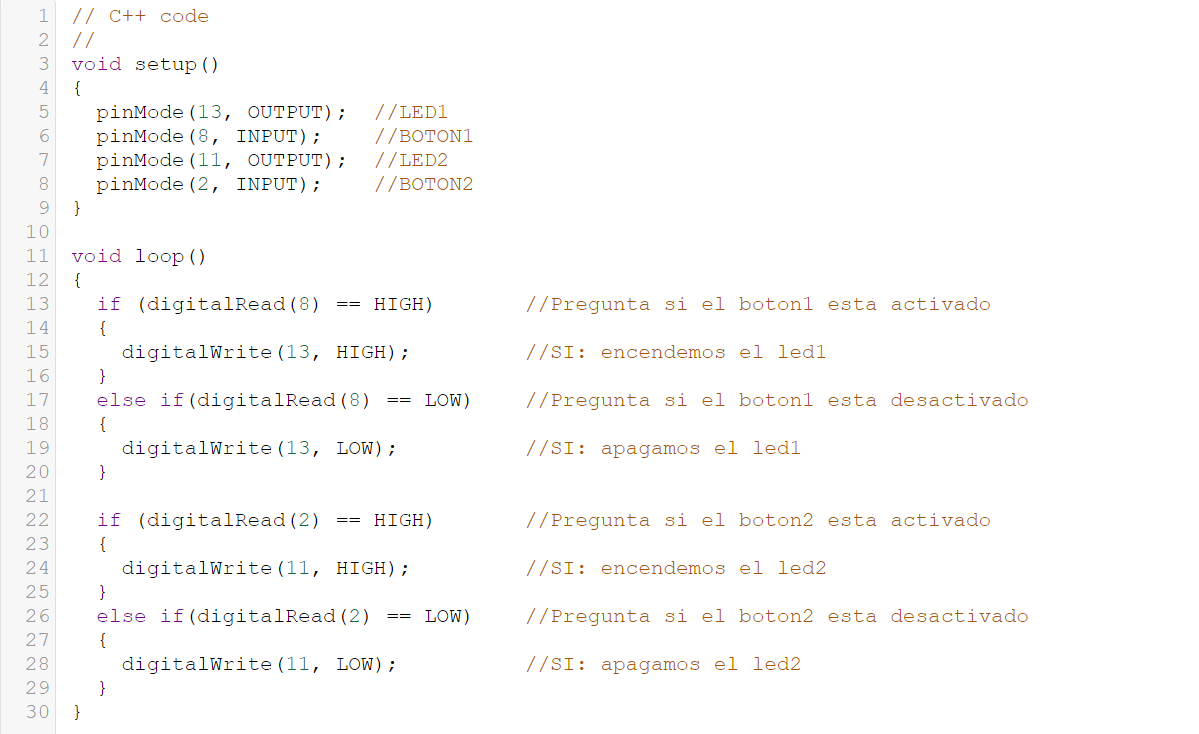 1 // C++ code
2 //
3 void setup()
4 {
5   pinMode(13, OUTPUT);  //LED1
6   pinMode(8, INPUT);    //BOTON1
7   pinMode(11, OUTPUT);  //LED2
8   pinMode(2, INPUT);    //BOTON2
9 }
10
11 void loop()
12 {
13   if (digitalRead(8) == HIGH)       //Pregunta si el boton1 esta activado
14   {
15     digitalWrite(13, HIGH);         //SI: encendemos el led1
16   }
17   else if(digitalRead(8) == LOW)    //Pregunta si el boton1 esta desactivado
18   {
19     digitalWrite(13, LOW);          //SI: apagamos el led1
20   }
21
22   if (digitalRead(2) == HIGH)       //Pregunta si el boton2 esta activado
23   {
24     digitalWrite(11, HIGH);         //SI: encendemos el led2
25   }
26   else if(digitalRead(2) == LOW)    //Pregunta si el boton2 esta desactivado
27   {
28     digitalWrite(11, LOW);          //SI: apagamos el led2
29   }
30 }